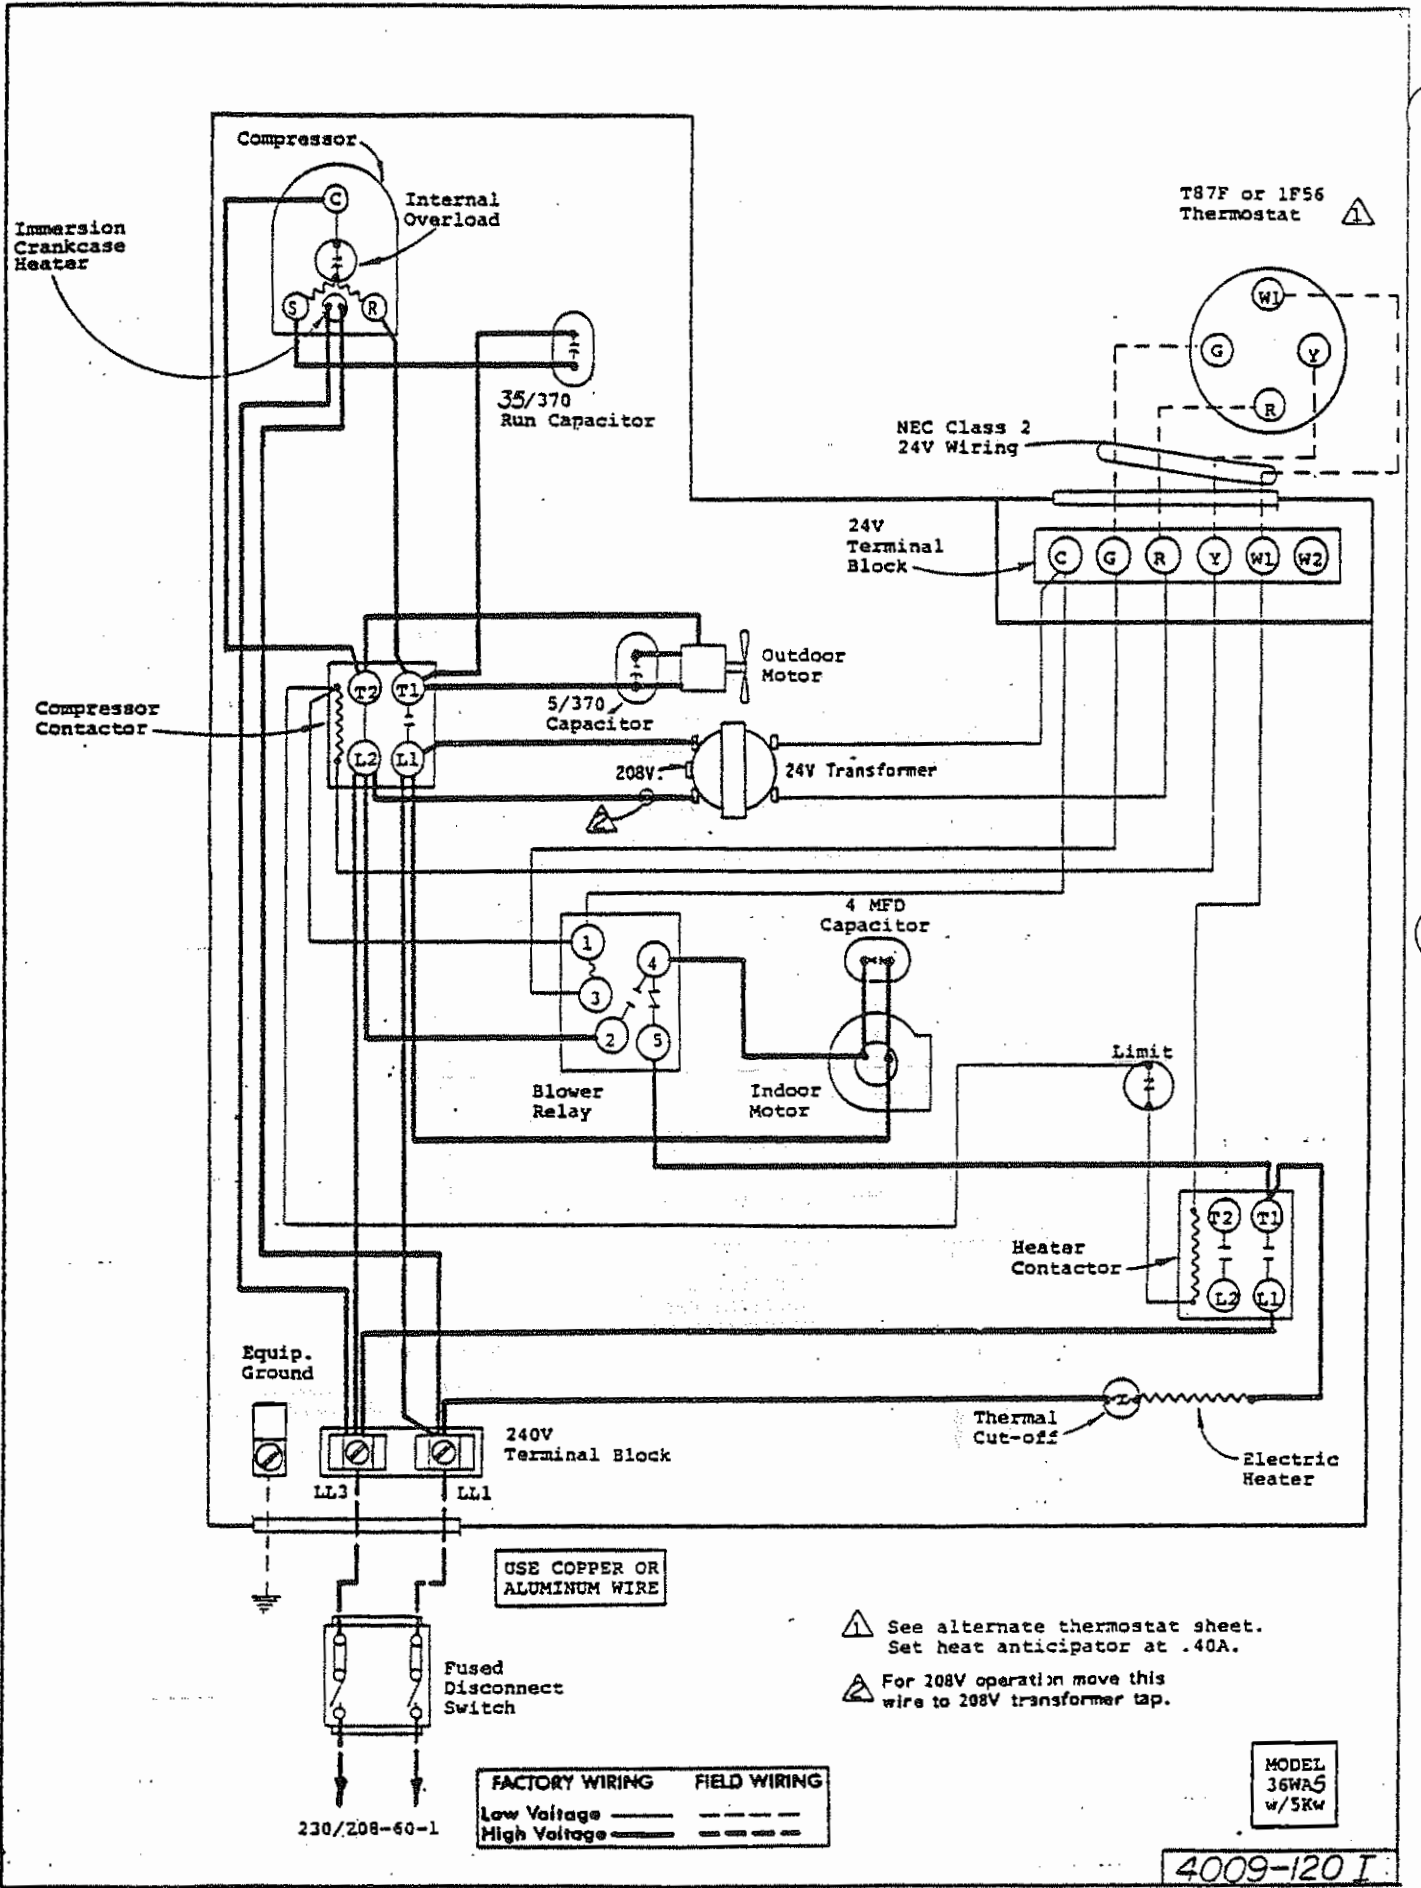 Compressor
Internal
Overload
Immersion
Crankcase
Heater
C
S
R
35/370
Run Capacitor
T87F or 1F56
Thermostat
1
W1
G
Y
R
NEC Class 2
24V Wiring
24V
Terminal
Block
C
G
R
Y
W1
W2
Outdoor
Motor
5/370
Capacitor
T2
T1
Compressor
Contactor
L2
L1
208V.
24V Transformer
2
4 MFD
Capacitor
1
4
3
2
5
Blower
Relay
Indoor
Motor
Limit
T2
T1
Heater
Contactor
L2
L1
Equip.
Ground
240V
Terminal Block
LL3
LL1
Thermal
Cut-off
Electric
Heater
USE COPPER OR
ALUMINUM WIRE
1 See alternate thermostat sheet.
Set heat anticipator at .40A.
2 For 208V operation move this
wire to 208V transformer tap.
Fused
Disconnect
Switch
230/208-60-1
FACTORY WIRING FIELD WIRING
Low Voltage
High Voltage
MODEL
36WA5
w/5Kw
4009-120 I